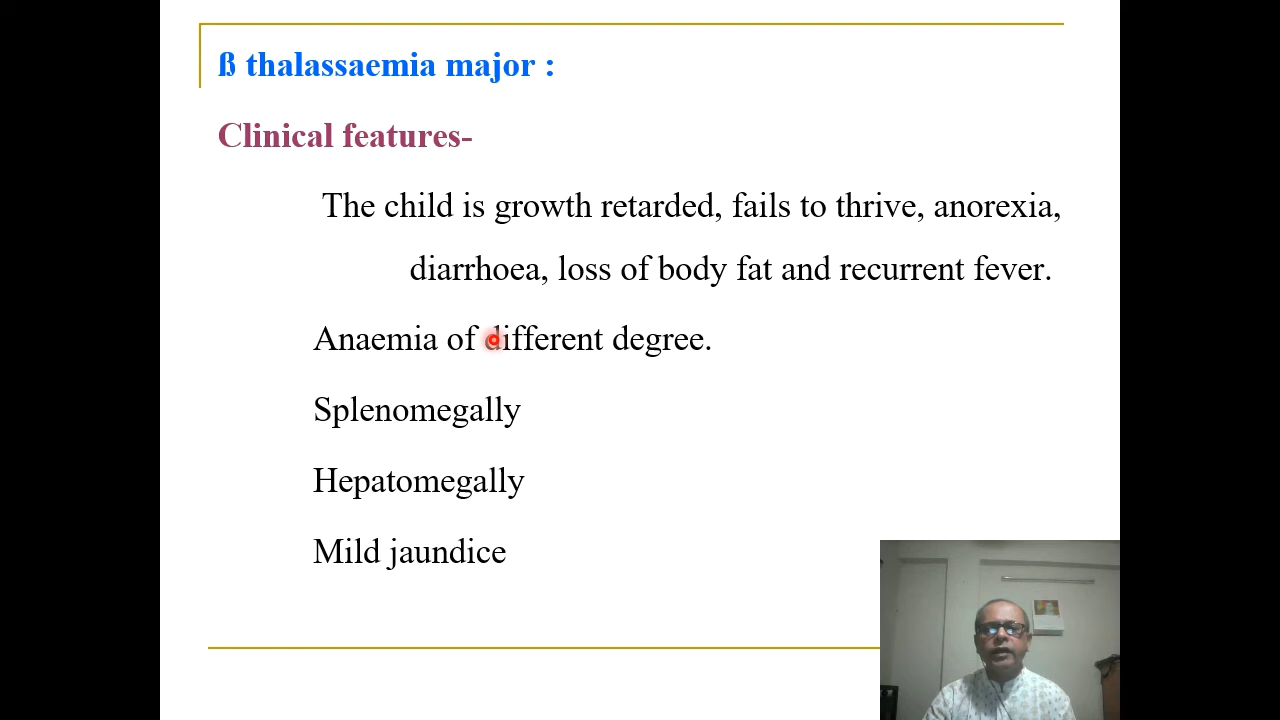 ß thalassaemia major :
Clinical features-
The child is growth retarded, fails to thrive, anorexia,
diarrhoea, loss of body fat and recurrent fever.
Anaemia of different degree.
Splenomegally
Hepatomegally
Mild jaundice